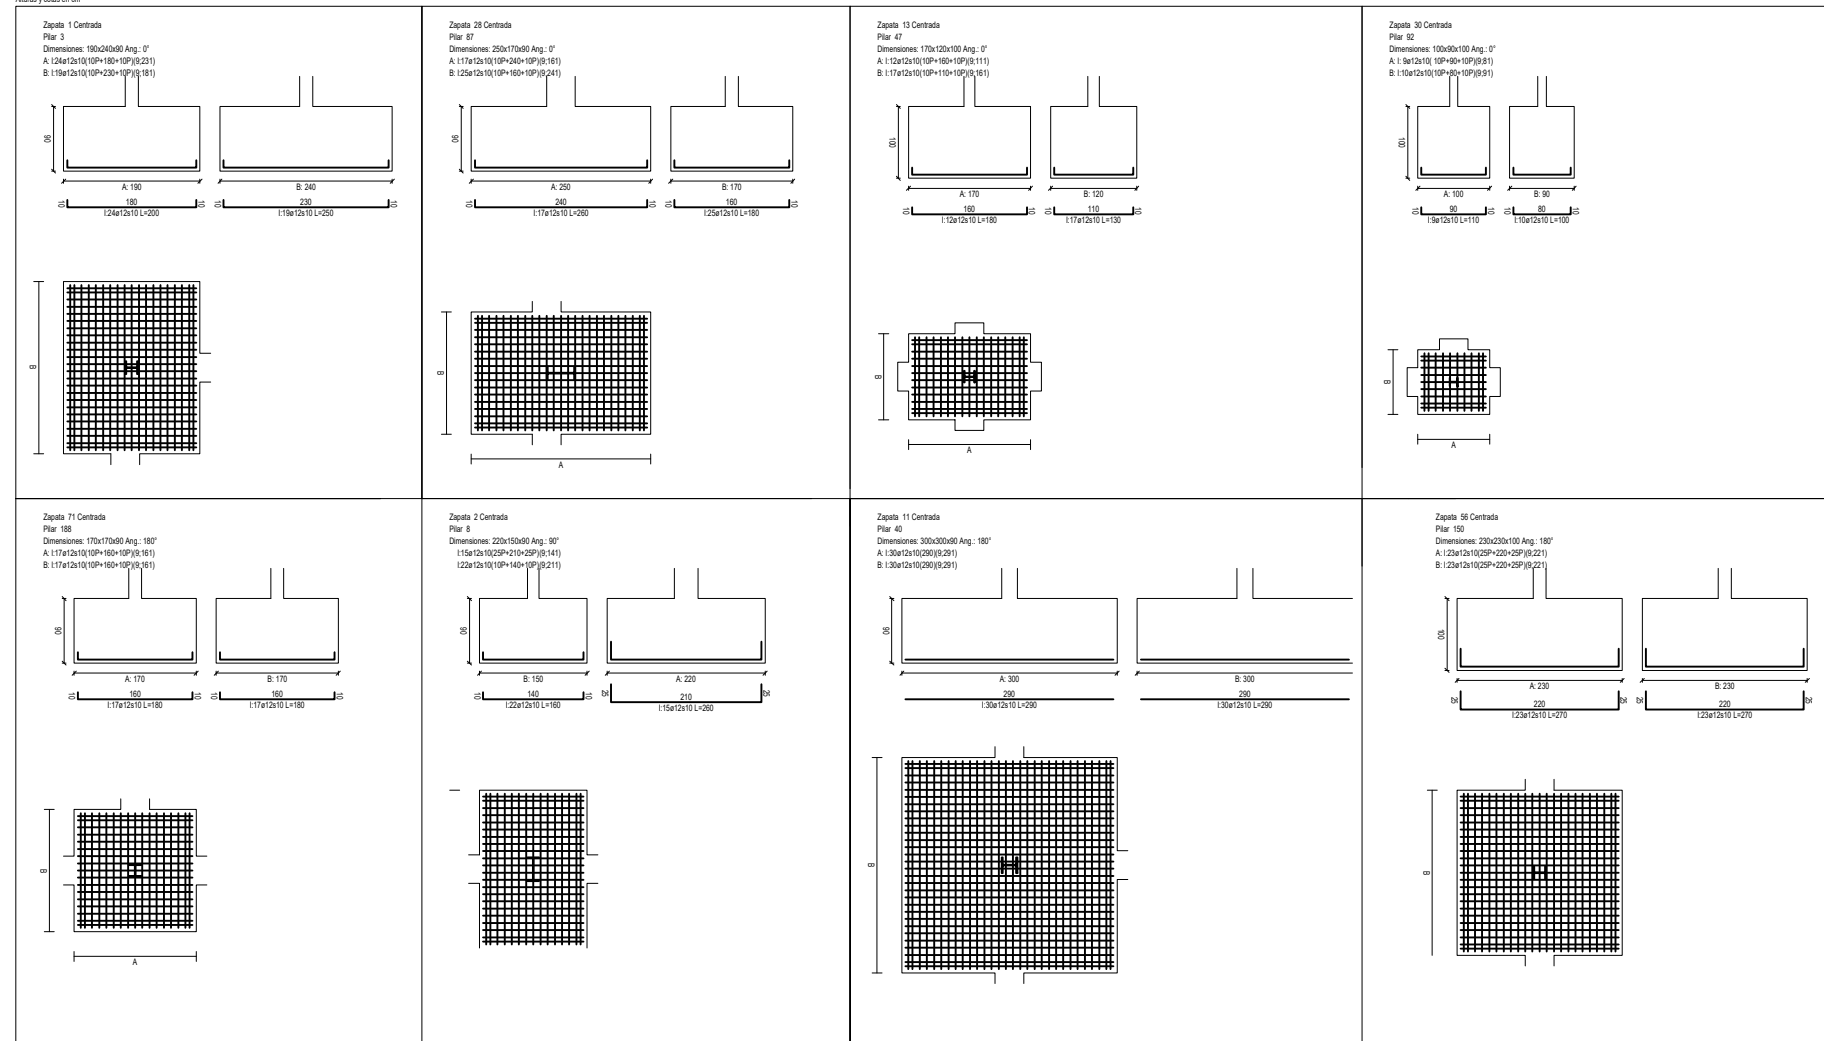 Alturas y cotas en cm
Zapata 1 Centrada
Pilar 3
Dimensiones: 190x240x90 Ang.: 0°
A: I:24ø12s10(10P+180+10P)(9;231)
B: I:19ø12s10(10P+230+10P)(9;181)
90
A: 190
B: 240
10
180
10
10
230
10
I:24ø12s10 L=200
I:19ø12s10 L=250
B
Zapata 28 Centrada
Pilar 87
Dimensiones: 250x170x90 Ang.: 0°
A: I:17ø12s10(10P+240+10P)(9;161)
B: I:25ø12s10(10P+160+10P)(9;241)
90
A: 250
B: 170
10
240
10
10
160
10
I:17ø12s10 L=260
I:25ø12s10 L=180
B
A
Zapata 13 Centrada
Pilar 47
Dimensiones: 170x120x100 Ang.: 0°
A: I:12ø12s10(10P+160+10P)(9;111)
B: I:17ø12s10(10P+110+10P)(9;161)
100
A: 170
B: 120
10
160
10
10
110
10
I:12ø12s10 L=180
I:17ø12s10 L=130
B
A
Zapata 30 Centrada
Pilar 92
Dimensiones: 100x90x100 Ang.: 0°
A: I: 9ø12s10( 10P+90+10P)(9;81)
B: I:10ø12s10(10P+80+10P)(9;91)
100
A: 100
B: 90
10
90
10
10
80
10
I:9ø12s10 L=110
I:10ø12s10 L=100
B
A
Zapata 71 Centrada
Pilar 188
Dimensiones: 170x170x90 Ang.: 180°
A: I:17ø12s10(10P+160+10P)(9;161)
B: I:17ø12s10(10P+160+10P)(9;161)
90
A: 170
B: 170
10
160
10
10
160
10
I:17ø12s10 L=180
I:17ø12s10 L=180
B
A
Zapata 2 Centrada
Pilar 8
Dimensiones: 220x150x90 Ang.: 90°
I:15ø12s10(25P+210+25P)(9;141)
I:22ø12s10(10P+140+10P)(9;211)
90
B: 150
A: 220
10
140
10
25
210
25
I:22ø12s10 L=160
I:15ø12s10 L=260
Zapata 11 Centrada
Pilar 40
Dimensiones: 300x300x90 Ang.: 180°
A: I:30ø12s10(290)(9;291)
B: I:30ø12s10(290)(9;291)
90
A: 300
B: 300
290
290
I:30ø12s10 L=290
I:30ø12s10 L=290
B
Zapata 56 Centrada
Pilar 150
Dimensiones: 230x230x100 Ang.: 180°
A: I:23ø12s10(25P+220+25P)(9;221)
B: I:23ø12s10(25P+220+25P)(9;221)
100
A: 230
B: 230
25
220
25
25
220
25
I:23ø12s10 L=270
I:23ø12s10 L=270
B